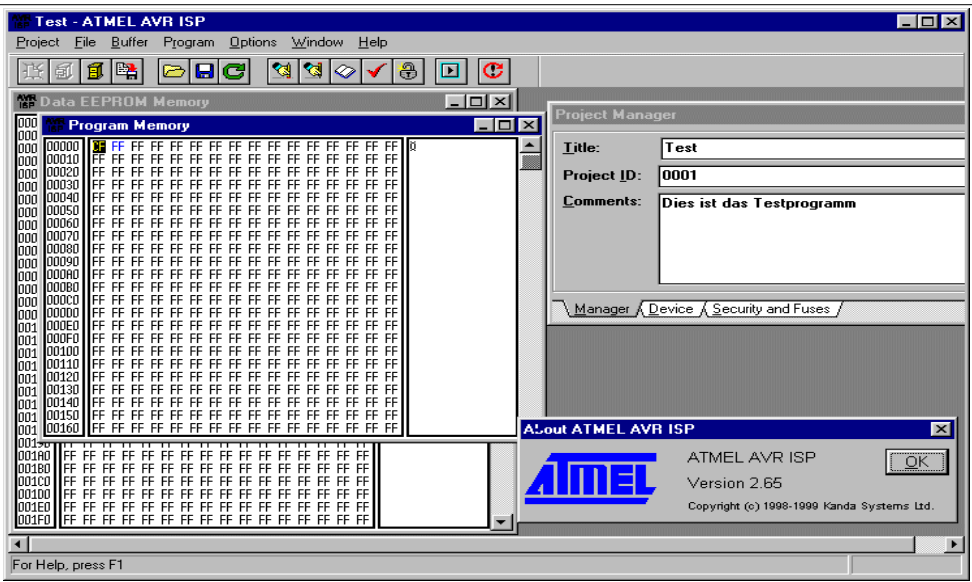 Test - ATMEL AVR ISP
Project File Buffer Program Options Window Help
Data EEPROM Memory
Program Memory
00000 FF FF FF FF FF FF FF FF FF FF FF FF FF FF FF FF
00010 FF FF FF FF FF FF FF FF FF FF FF FF FF FF FF FF
00020 FF FF FF FF FF FF FF FF FF FF FF FF FF FF FF FF
00030 FF FF FF FF FF FF FF FF FF FF FF FF FF FF FF FF
00040 FF FF FF FF FF FF FF FF FF FF FF FF FF FF FF FF
00050 FF FF FF FF FF FF FF FF FF FF FF FF FF FF FF FF
00060 FF FF FF FF FF FF FF FF FF FF FF FF FF FF FF FF
00070 FF FF FF FF FF FF FF FF FF FF FF FF FF FF FF FF
00080 FF FF FF FF FF FF FF FF FF FF FF FF FF FF FF FF
00090 FF FF FF FF FF FF FF FF FF FF FF FF FF FF FF FF
000A0 FF FF FF FF FF FF FF FF FF FF FF FF FF FF FF FF
000B0 FF FF FF FF FF FF FF FF FF FF FF FF FF FF FF FF
000C0 FF FF FF FF FF FF FF FF FF FF FF FF FF FF FF FF
000D0 FF FF FF FF FF FF FF FF FF FF FF FF FF FF FF FF
000E0 FF FF FF FF FF FF FF FF FF FF FF FF FF FF FF FF
000F0 FF FF FF FF FF FF FF FF FF FF FF FF FF FF FF FF
00100 FF FF FF FF FF FF FF FF FF FF FF FF FF FF FF FF
00110 FF FF FF FF FF FF FF FF FF FF FF FF FF FF FF FF
00120 FF FF FF FF FF FF FF FF FF FF FF FF FF FF FF FF
00130 FF FF FF FF FF FF FF FF FF FF FF FF FF FF FF FF
00140 FF FF FF FF FF FF FF FF FF FF FF FF FF FF FF FF
00150 FF FF FF FF FF FF FF FF FF FF FF FF FF FF FF FF
00160 FF FF FF FF FF FF FF FF FF FF FF FF FF FF FF FF
001A0 FF FF FF FF FF FF FF FF FF FF FF FF FF FF FF FF
001B0 FF FF FF FF FF FF FF FF FF FF FF FF FF FF FF FF
001C0 FF FF FF FF FF FF FF FF FF FF FF FF FF FF FF FF
001D0 FF FF FF FF FF FF FF FF FF FF FF FF FF FF FF FF
001E0 FF FF FF FF FF FF FF FF FF FF FF FF FF FF FF FF
001F0 FF FF FF FF FF FF FF FF FF FF FF FF FF FF FF FF
Project Manager
Title: Test
Project ID: 0001
Comments: Dies ist das Testprogramm
Manager Device Security and Fuses
About ATMEL AVR ISP
ATMEL
ATMEL AVR ISP
OK
Version 2.65
Copyright (c) 1998-1999 Kanda Systems Ltd.
For Help, press F1